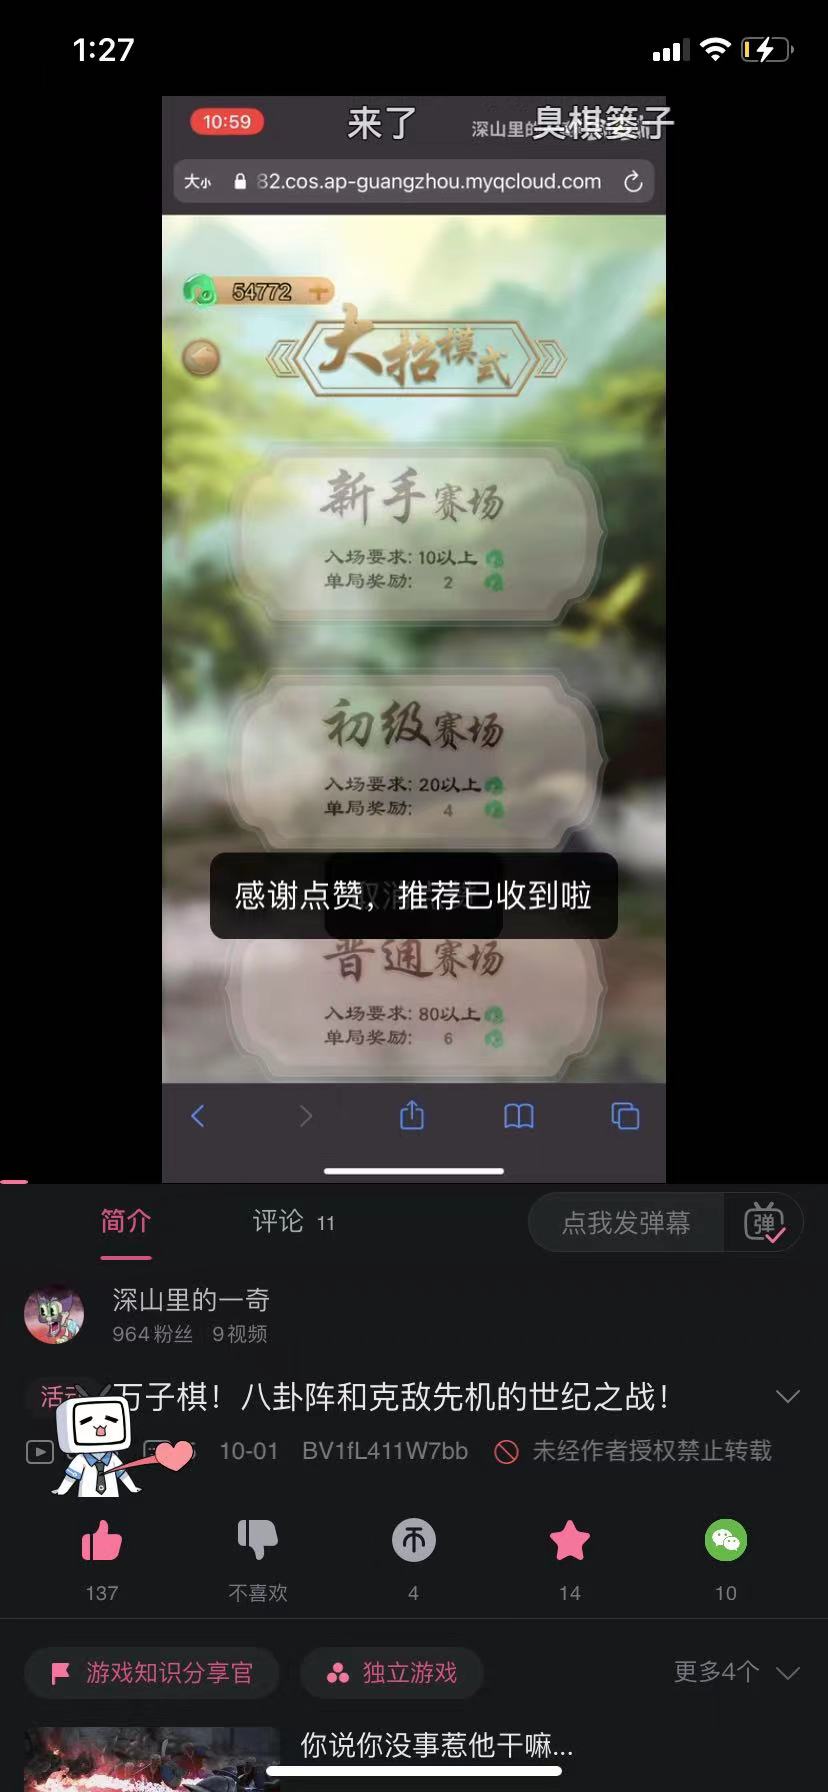 1:27
10:59
来了
深山里的
臭棋篓子
大小
32.cos.ap-guangzhou.myqcloud.com
54772
大招模式
新手赛场
入场要求: 10以上
单局奖励: 2
初级赛场
入场要求: 20以上
单局奖励: 4
感谢点赞，推荐已收到啦
普通赛场
入场要求: 80以上
单局奖励: 6
简介
评论 11
点我发弹幕
弹
深山里的一奇
964粉丝 9视频
活动
万子棋！八卦阵和克敌先机的世纪之战！
10-01 BV1fL411W7bb 未经作者授权禁止转载
137
不喜欢
4
14
10
游戏知识分享官
独立游戏
更多4个
你说你没事惹他干嘛...